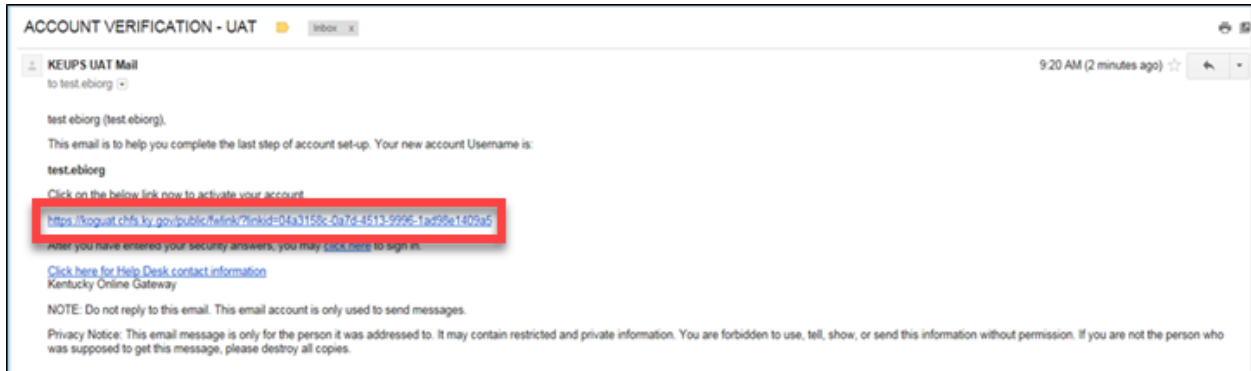 ACCOUNT VERIFICATION - UAT Inbox x
KEUPS UAT Mail 9:20 AM (2 minutes ago)
to test.ebiorg
test ebiorg (test.ebiorg),
This email is to help you complete the last step of account set-up. Your new account Username is:
test.ebiorg
Click on the below link now to activate your account.
https://koguat.chfs.ky.gov/public/fwlink/?linkid=04a3158c-0a7d-4513-9996-1ad98e1409a5
After you have entered your security answers, you may click here to sign in.
Click here for Help Desk contact information
Kentucky Online Gateway
NOTE: Do not reply to this email. This email account is only used to send messages.
Privacy Notice: This email message is only for the person it was addressed to. It may contain restricted and private information. You are forbidden to use, tell, show, or send this information without permission. If you are not the person who
was supposed to get this message, please destroy all copies.